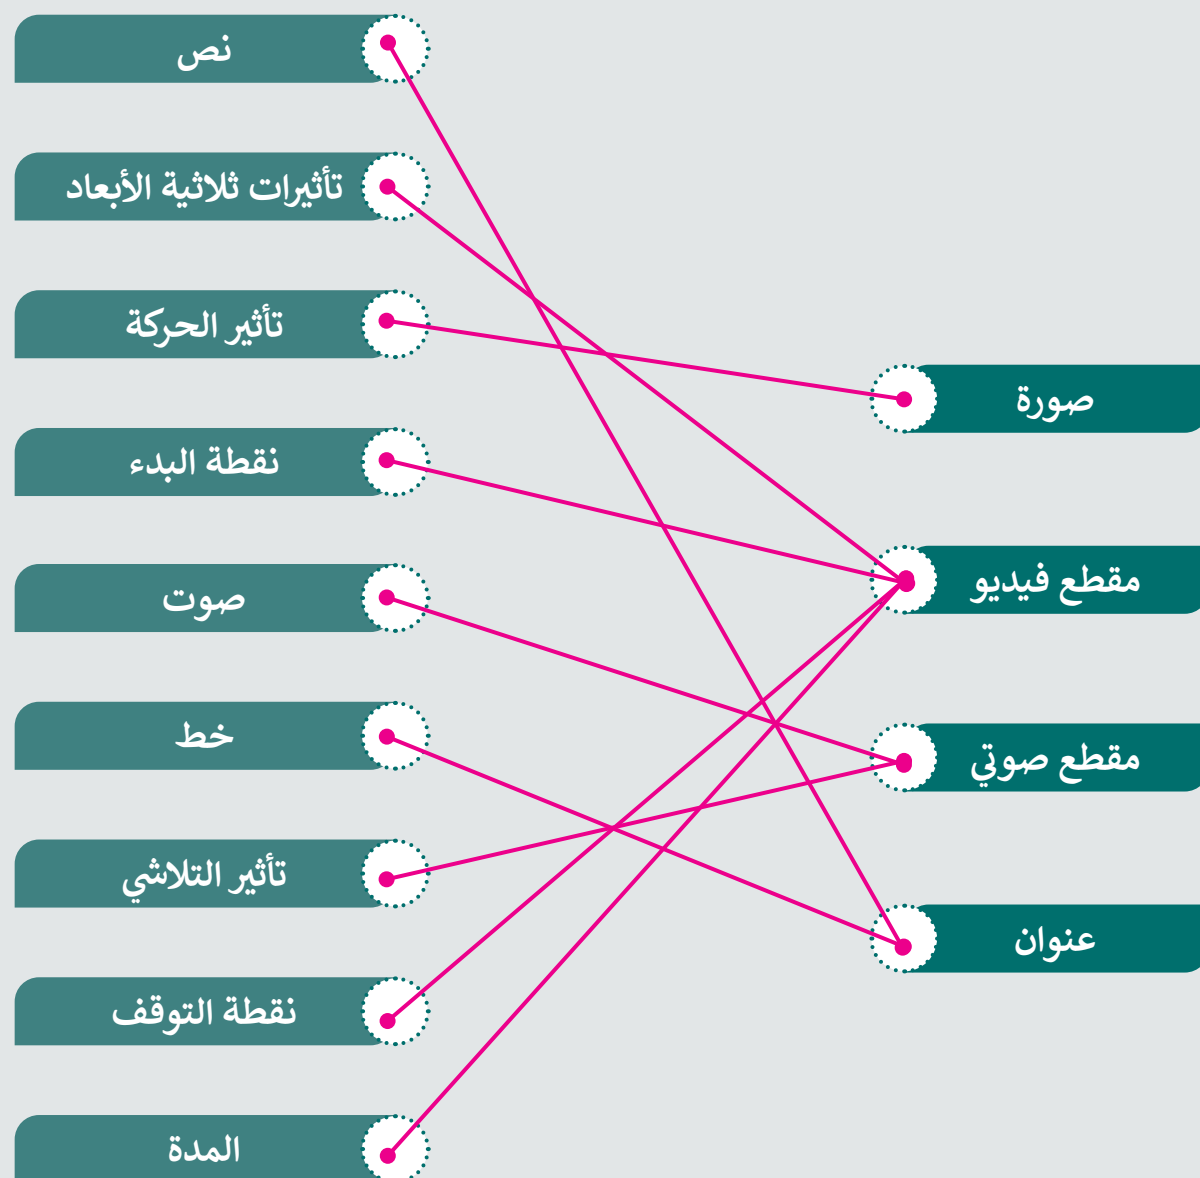 صورة
مقطع فيديو
مقطع صوتي
عنوان
نص
تأثيرات ثلاثية الأبعاد
تأثير الحركة
نقطة البدء
صوت
خط
تأثير التلاشي
نقطة التوقف
المدة